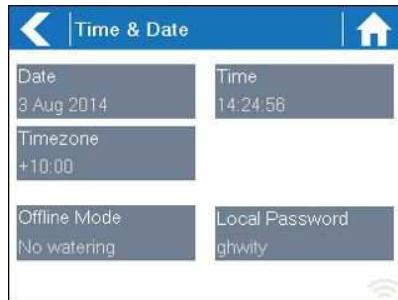 Time & Date
Date
Time
3 Aug 2014
14:24:56
Timezone
+10:00
Offline Mode
Local Password
No watering
ghwity